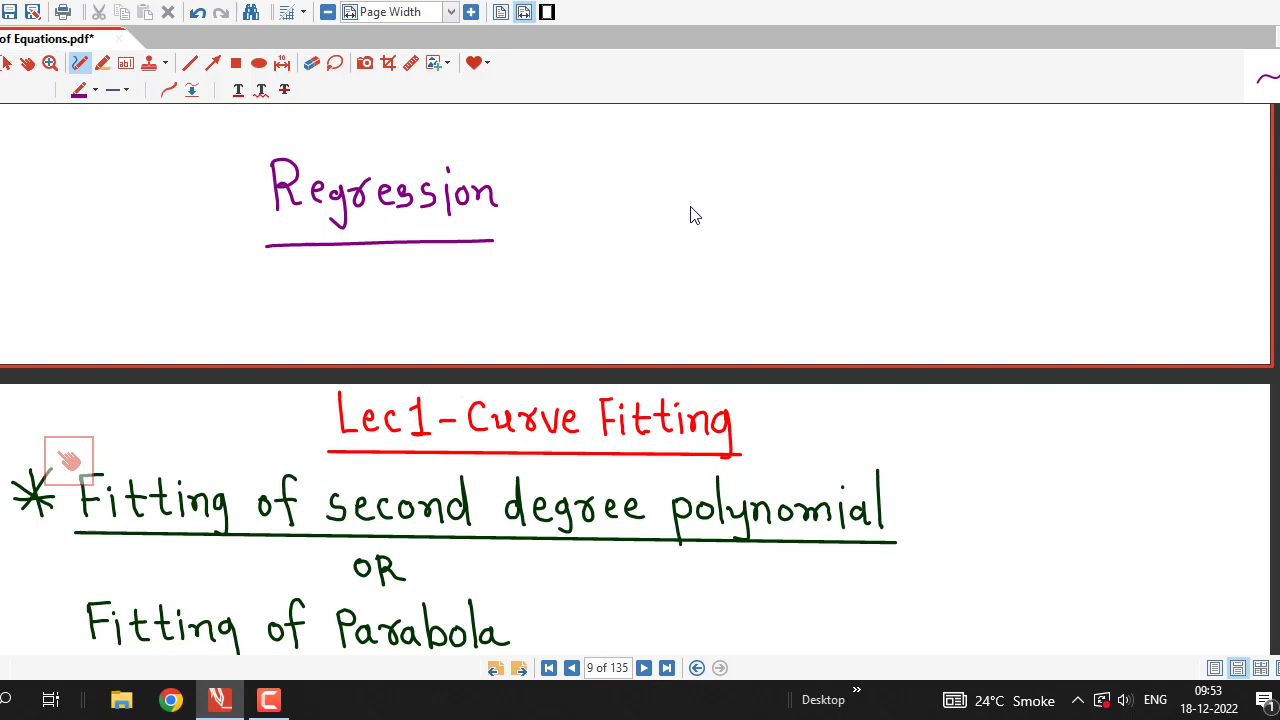 Page Width
of Equations.pdf*
Regression
Lec1-Curve Fitting
* Fitting of second degree polynomial
OR
Fitting of Parabola
9 of 135
Desktop
24°C Smoke
ENG
09:53
18-12-2022